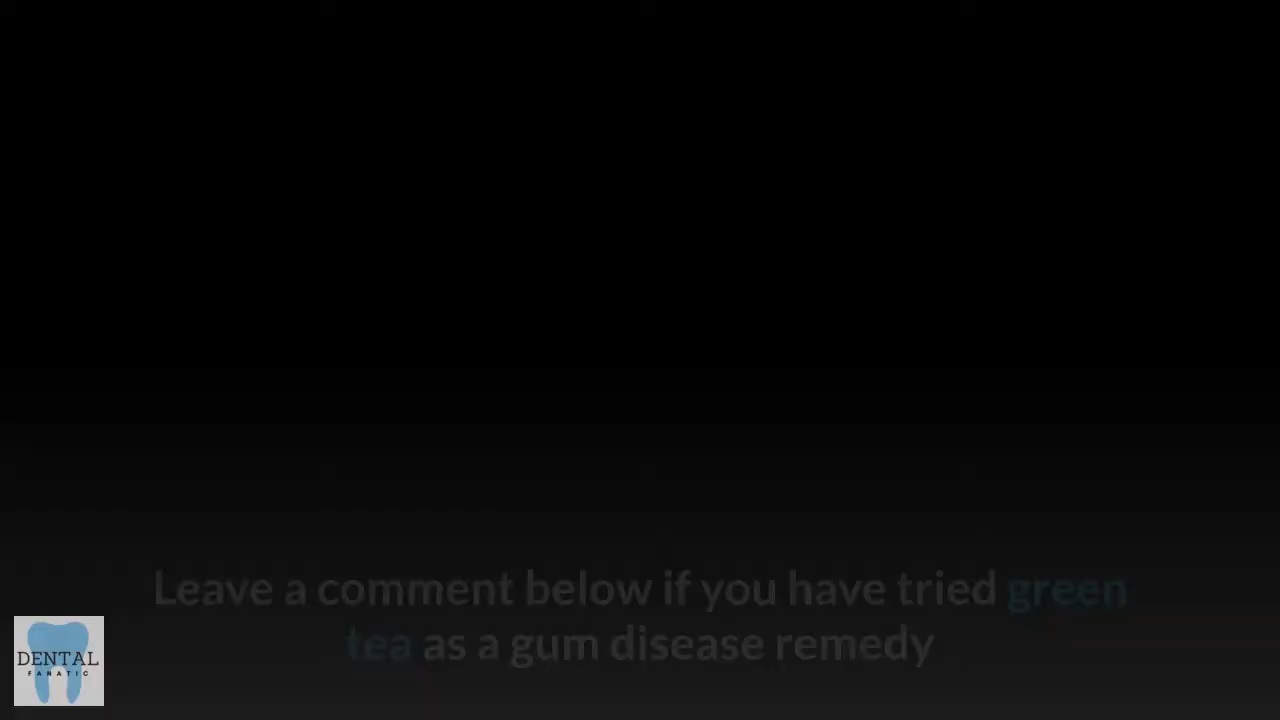 Leave a comment below if you have tried green
tea as a gum disease remedy
DENTAL
FANATIC